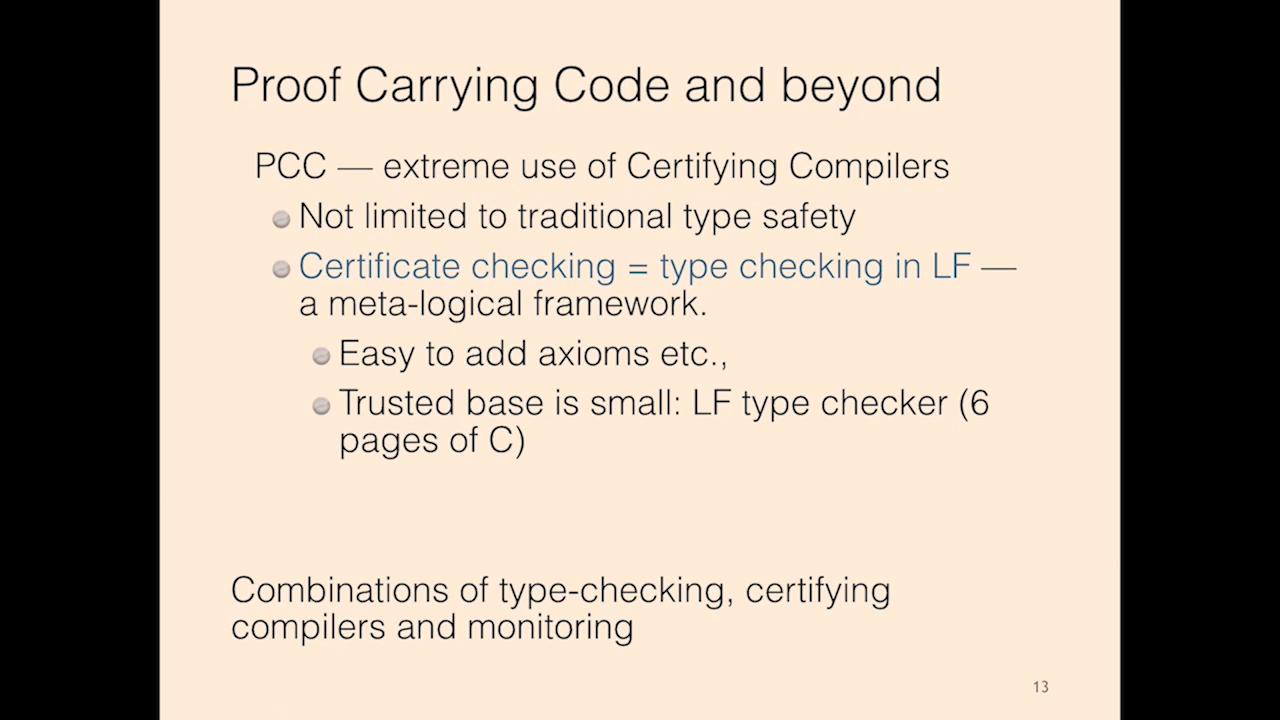 Proof Carrying Code and beyond
PCC — extreme use of Certifying Compilers
Not limited to traditional type safety
Certificate checking = type checking in LF —
a meta-logical framework.
Easy to add axioms etc.,
Trusted base is small: LF type checker (6
pages of C)
Combinations of type-checking, certifying
compilers and monitoring
13